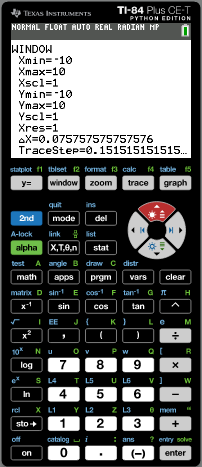 TEXAS INSTRUMENTS TI-84 Plus CE-T
PYTHON EDITION
NORMAL FLOAT AUTO REAL RADIAN MP
WINDOW
Xmin=-10
Xmax=10
Xscl=1
Ymin=-10
Ymax=10
Yscl=1
Xres=1
△X=0.075757575757576
TraceStep=0.151515151515…
statplot f1 tblset f2 format f3 calc f4 table f5
y= window zoom trace graph
quit ins
2nd mode del
A-lock link list
alpha X,T,θ,n stat
test A angle B draw C distr
math apps prgm vars clear
matrix D sin⁻¹ E cos⁻¹ F tan⁻¹ G π H
x⁻¹ sin cos tan ^
√ I EE J { K } L e M
x² , ( ) ÷
10ˣ N u O v P w Q [ R
log 7 8 9 ×
eˣ S L4 T L5 U L6 V ] W
ln 4 5 6 −
rcl X L1 Y L2 Z L3 θ mem "
sto→ 1 2 3 +
off catalog i : ans ? entry solve
on 0 . (−) enter